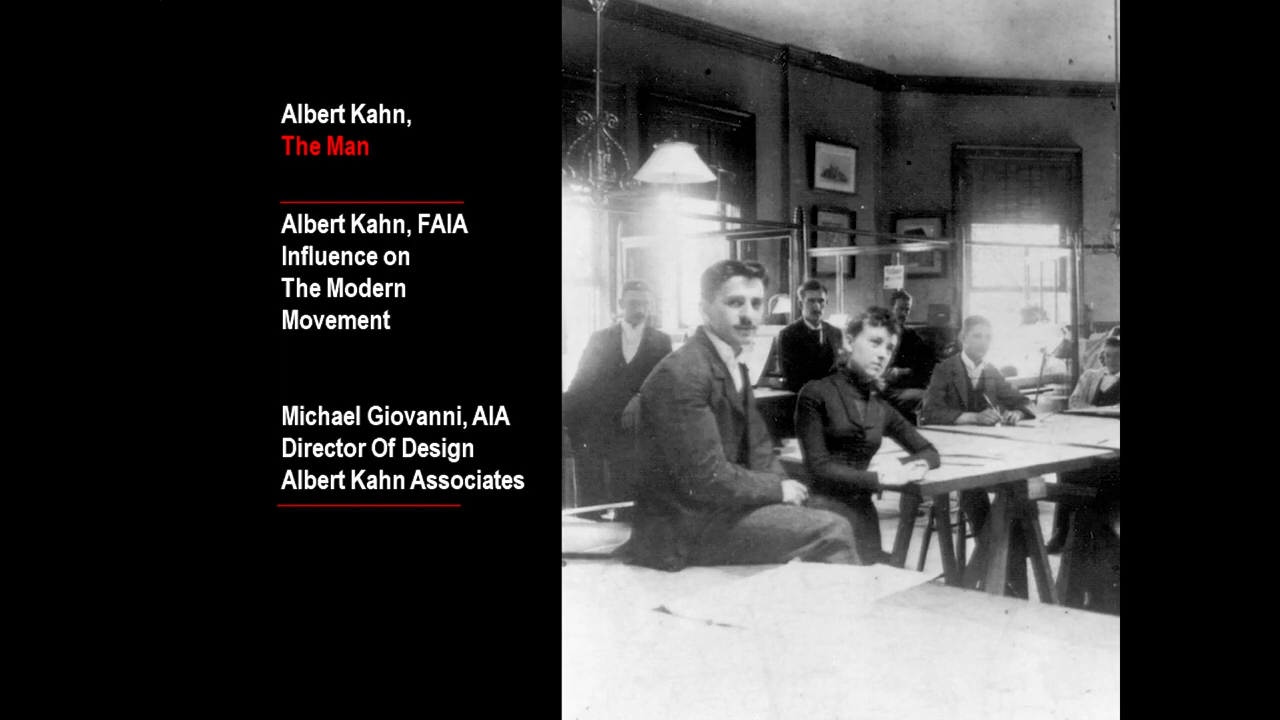 Albert Kahn,
The Man
Albert Kahn, FAIA
Influence on
The Modern
Movement
Michael Giovanni, AIA
Director Of Design
Albert Kahn Associates